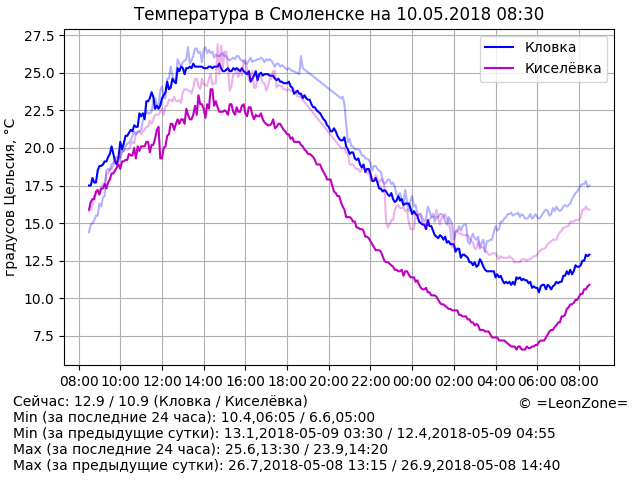 Температура в Смоленске на 10.05.2018 08:30
27.5
25.0
22.5
20.0
17.5
15.0
12.5
10.0
7.5
градусов Цельсия, °C
Кловка
Киселёвка
08:00 10:00 12:00 14:00 16:00 18:00 20:00 22:00 00:00 02:00 04:00 06:00 08:00
Сейчас: 12.9 / 10.9 (Кловка / Киселёвка)
© =LeonZone=
Min (за последние 24 часа): 10.4,06:05 / 6.6,05:00
Min (за предыдущие сутки): 13.1,2018-05-09 03:30 / 12.4,2018-05-09 04:55
Max (за последние 24 часа): 25.6,13:30 / 23.9,14:20
Max (за предыдущие сутки): 26.7,2018-05-08 13:15 / 26.9,2018-05-08 14:40